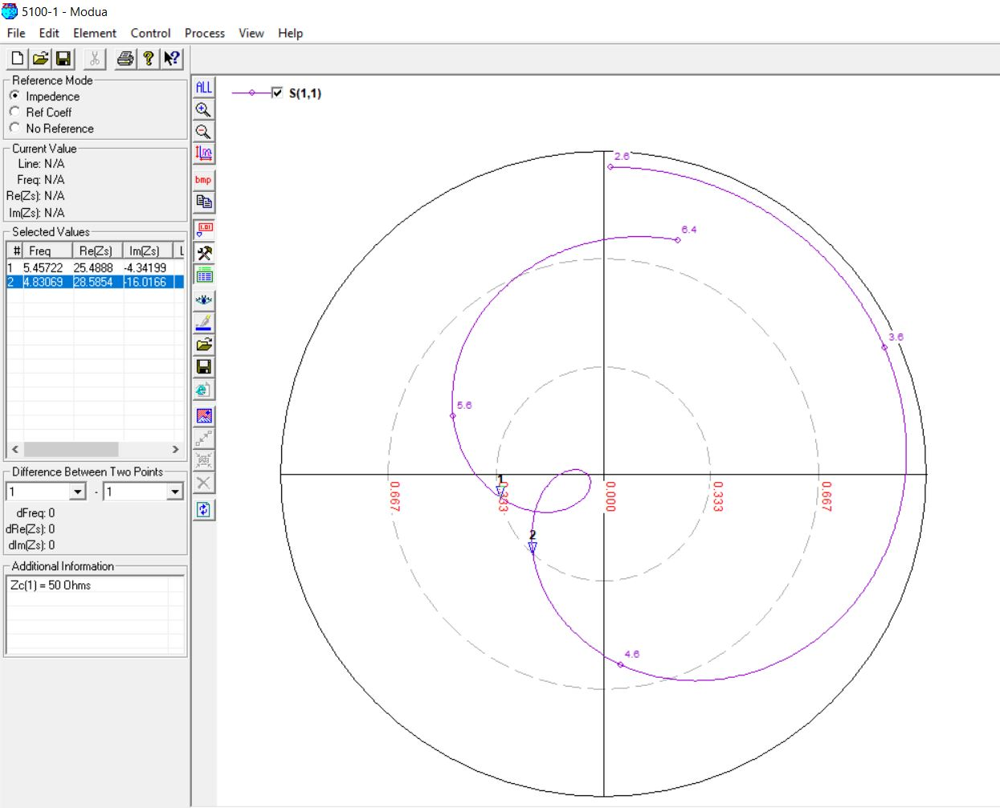 5100-1 - Modua
File Edit Element Control Process View Help
Reference Mode
Impedence
Ref Coeff
No Reference
Current Value
Line: N/A
Freq: N/A
Re(Zs): N/A
Im(Zs): N/A
Selected Values
# Freq Re(Zs) Im(Zs) L
1 5.45722 25.4888 -4.34199
2 4.83069 28.5854 -16.0166
Difference Between Two Points
1 - 1
dFreq: 0
dRe(Zs): 0
dIm(Zs): 0
Additional Information
Zc(1) = 50 Ohms
ALL
bmp
1.01
S(1,1)
2.6
6.4
3.6
5.6
1
0.667
0.333
0.000
0.333
0.667
2
4.6